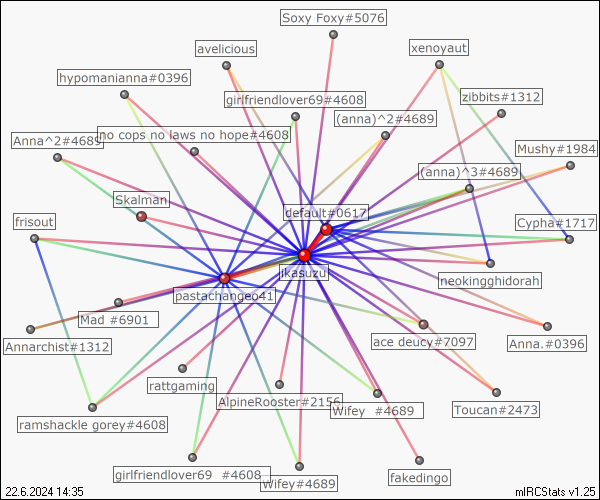 Soxy Foxy#5076
avelicious
xenoyaut
hypomanianna#0396
girlfriendlover69#4608
zibbits#1312
(anna)^2#4689
Anna^2#4689
no cops no laws no hope#4608
Mushy#1984
(anna)^3#4689
Skalman
default#0617
frisout
Cypha#1717
ikasuzu
neokingghidorah
pastachangeo41
Mad #6901
Annarchist#1312
ace deucy#7097
Anna.#0396
rattgaming
AlpineRooster#2156
Wifey #4689
Toucan#2473
ramshackle gorey#4608
girlfriendlover69 #4608
Wifey#4689
fakedingo
22.6.2024 14:35
mIRCStats v1.25